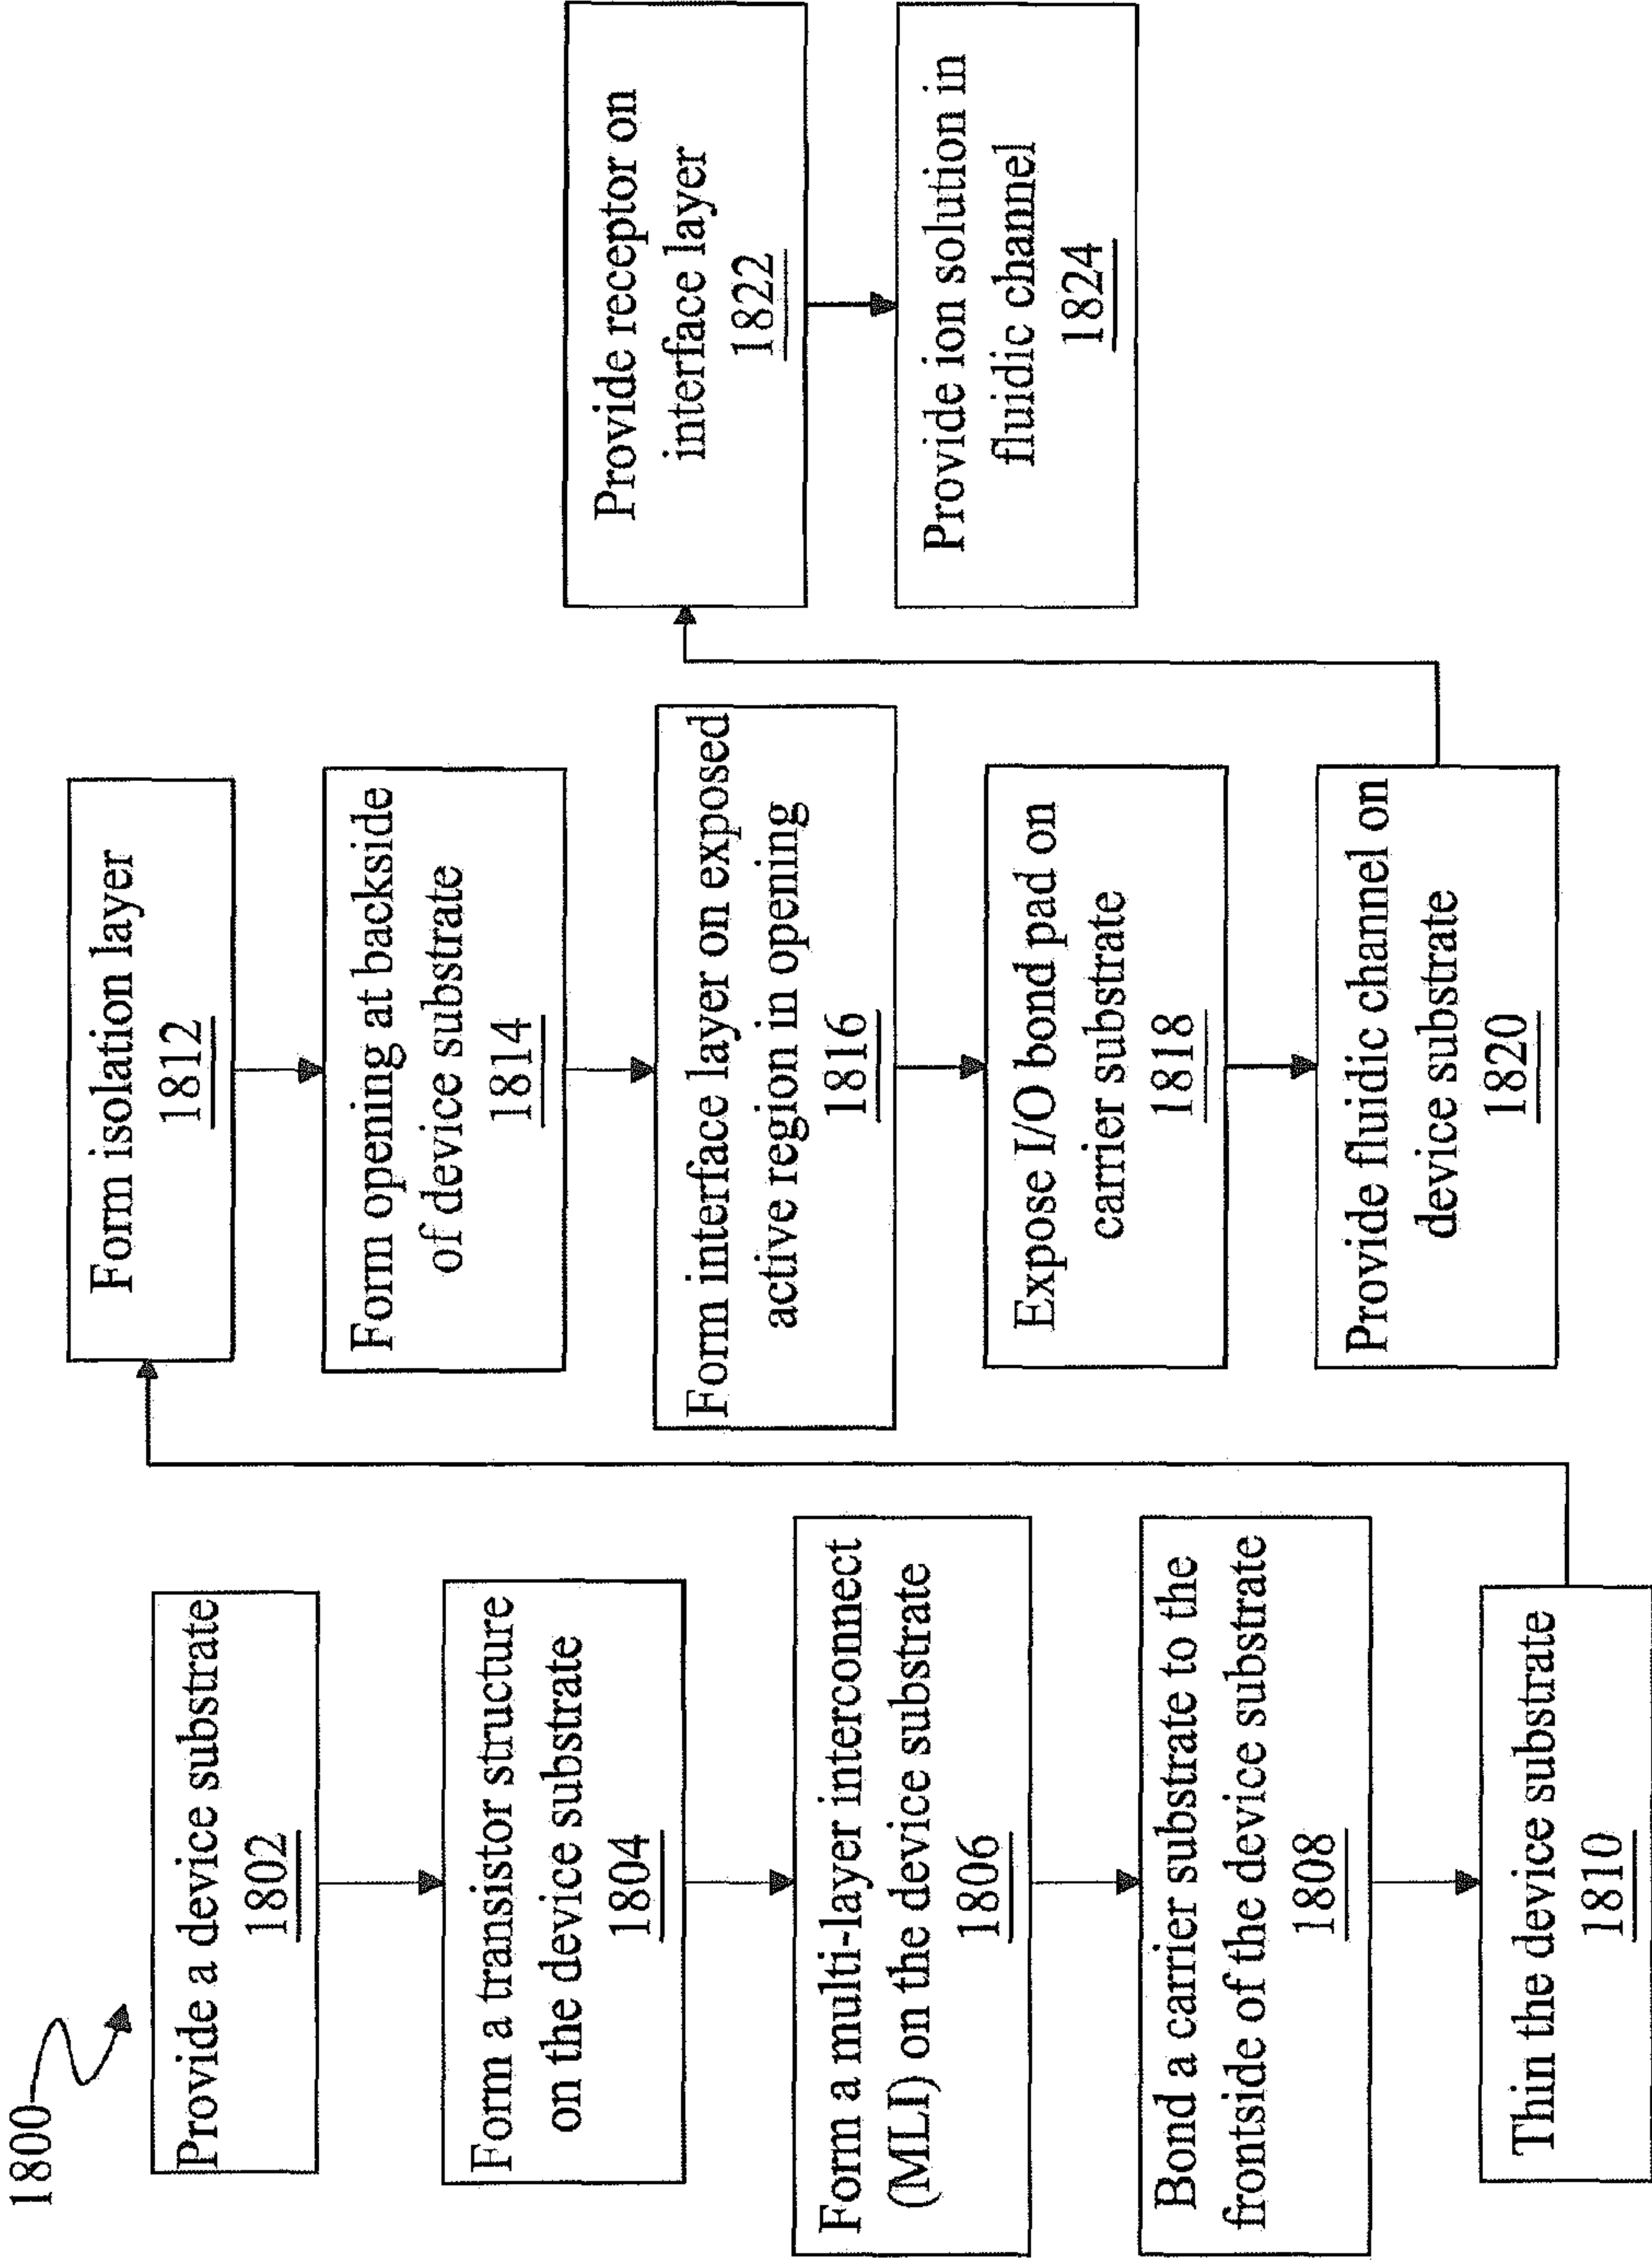 1800
Provide a device substrate
1802
Form a transistor structure
on the device substrate
1804
Form a multi-layer interconnect
(MLI) on the device substrate
1806
Bond a carrier substrate to the
frontside of the device substrate
1808
Thin the device substrate
1810
Form isolation layer
1812
Form opening at backside
of device substrate
1814
Form interface layer on exposed
active region in opening
1816
Expose I/O bond pad on
carrier substrate
1818
Provide fluidic channel on
device substrate
1820
Provide receptor on
interface layer
1822
Provide ion solution in
fluidic channel
1824